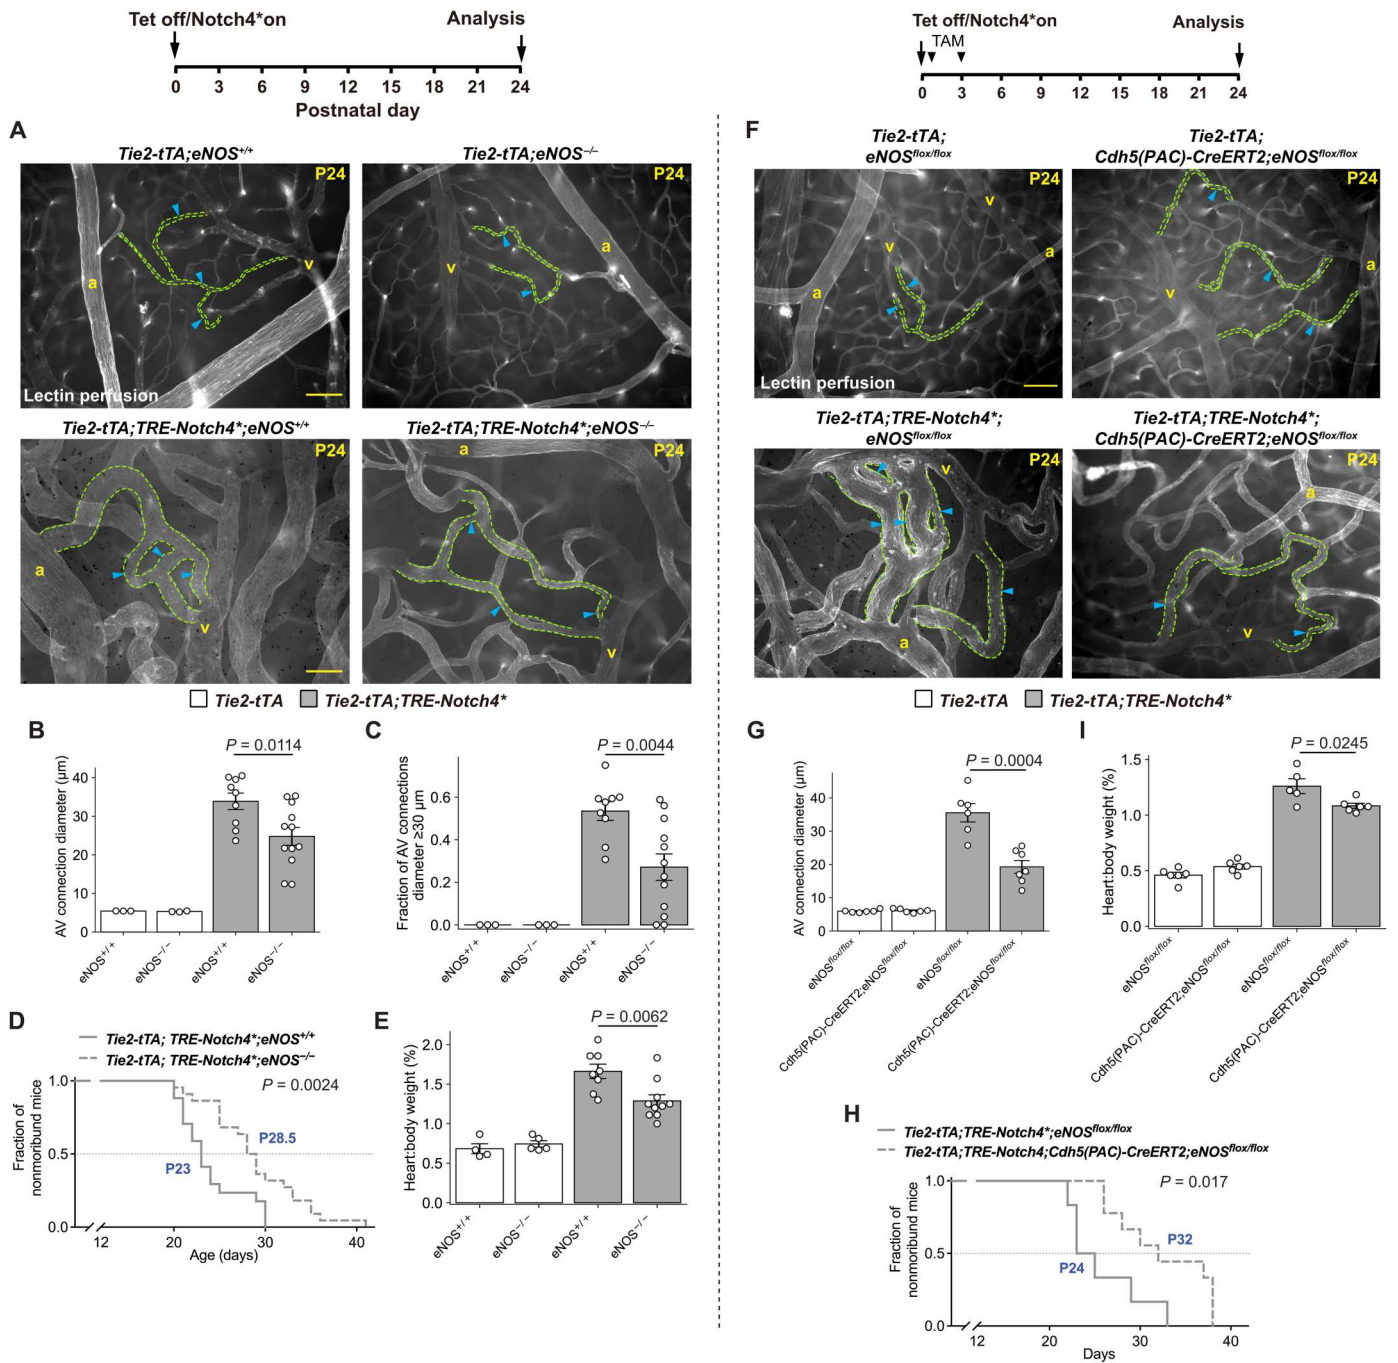 Tet off/Notch4*on
Analysis
0 3 6 9 12 15 18 21 24
Postnatal day
A
Tie2-tTA;eNOS+/+
Tie2-tTA;eNOS−/−
P24
a
v
Lectin perfusion
P24
v
a
Tie2-tTA;TRE-Notch4*;eNOS+/+
Tie2-tTA;TRE-Notch4*;eNOS−/−
P24
a
v
P24
a
v
Tie2-tTA
Tie2-tTA;TRE-Notch4*
B
P = 0.0114
AV connection diameter (μm)
40
30
20
10
0
eNOS+/+
eNOS−/−
eNOS+/+
eNOS−/−
C
P = 0.0044
Fraction of AV connections
diameter ≥30 μm
0.6
0.4
0.2
0.0
eNOS+/+
eNOS−/−
eNOS+/+
eNOS−/−
D
Tie2-tTA; TRE-Notch4*;eNOS+/+
Tie2-tTA; TRE-Notch4*;eNOS−/−
P = 0.0024
Fraction of
nonmoribund mice
1.0
0.5
0.0
P28.5
P23
12 20 30 40
Age (days)
E
P = 0.0062
Heart:body weight (%)
2.0
1.5
1.0
0.5
0.0
eNOS+/+
eNOS−/−
eNOS+/+
eNOS−/−
Tet off/Notch4*on
TAM
Analysis
0 3 6 9 12 15 18 21 24
F
Tie2-tTA;
eNOSflox/flox
Tie2-tTA;
Cdh5(PAC)-CreERT2;eNOSflox/flox
P24
v
v
a
a
Lectin perfusion
P24
v
a
Tie2-tTA;TRE-Notch4*;
eNOSflox/flox
Tie2-tTA;TRE-Notch4*;
Cdh5(PAC)-CreERT2;eNOSflox/flox
P24
v
a
P24
a
v
Tie2-tTA
Tie2-tTA;TRE-Notch4*
G
P = 0.0004
AV connection diameter (μm)
40
30
20
10
0
eNOSflox/flox
Cdh5(PAC)-CreERT2;eNOSflox/flox
eNOSflox/flox
Cdh5(PAC)-CreERT2;eNOSflox/flox
I
P = 0.0245
Heart:body weight (%)
1.5
1.0
0.5
0.0
eNOSflox/flox
Cdh5(PAC)-CreERT2;eNOSflox/flox
eNOSflox/flox
Cdh5(PAC)-CreERT2;eNOSflox/flox
H
Tie2-tTA;TRE-Notch4*;eNOSflox/flox
Tie2-tTA;TRE-Notch4;Cdh5(PAC)-CreERT2;eNOSflox/flox
P = 0.017
Fraction of
nonmoribund mice
1.0
0.5
0.0
P32
P24
12 20 30 40
Days